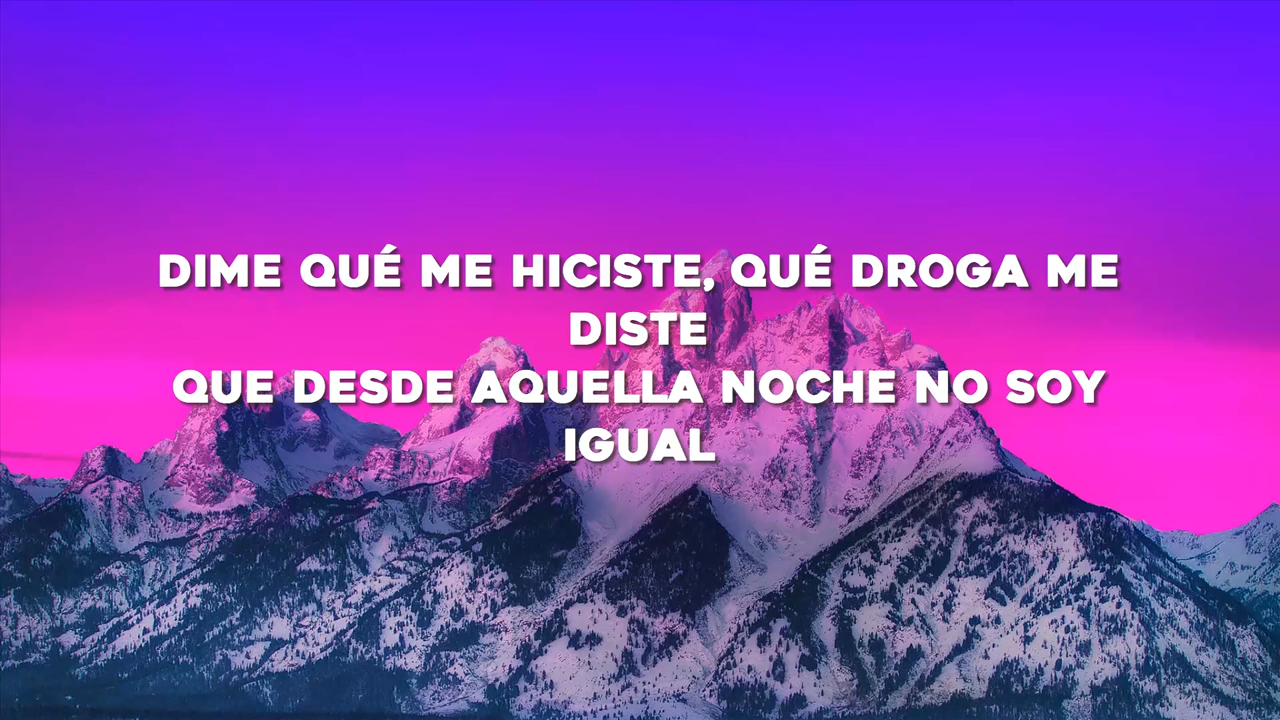 DIME QUÉ ME HICISTE, QUÉ DROGA ME
DISTE
QUE DESDE AQUELLA NOCHE NO SOY
IGUAL